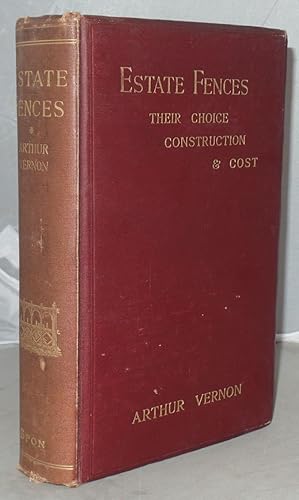 ESTATE
FENCES
ARTHUR
VERNON
SPON
ESTATE FENCES
THEIR CHOICE
CONSTRUCTION
& COST
ARTHUR VERNON